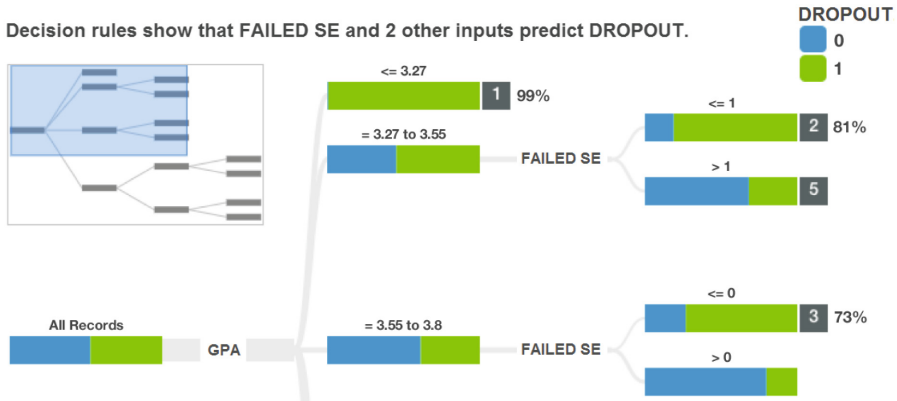 DROPOUT
Decision rules show that FAILED SE and 2 other inputs predict DROPOUT.
0
1
<= 3.27
1 99%
<= 1
= 3.27 to 3.55
2 81%
FAILED SE
> 1
5
<= 0
All Records
= 3.55 to 3.8
3 73%
GPA
FAILED SE
> 0